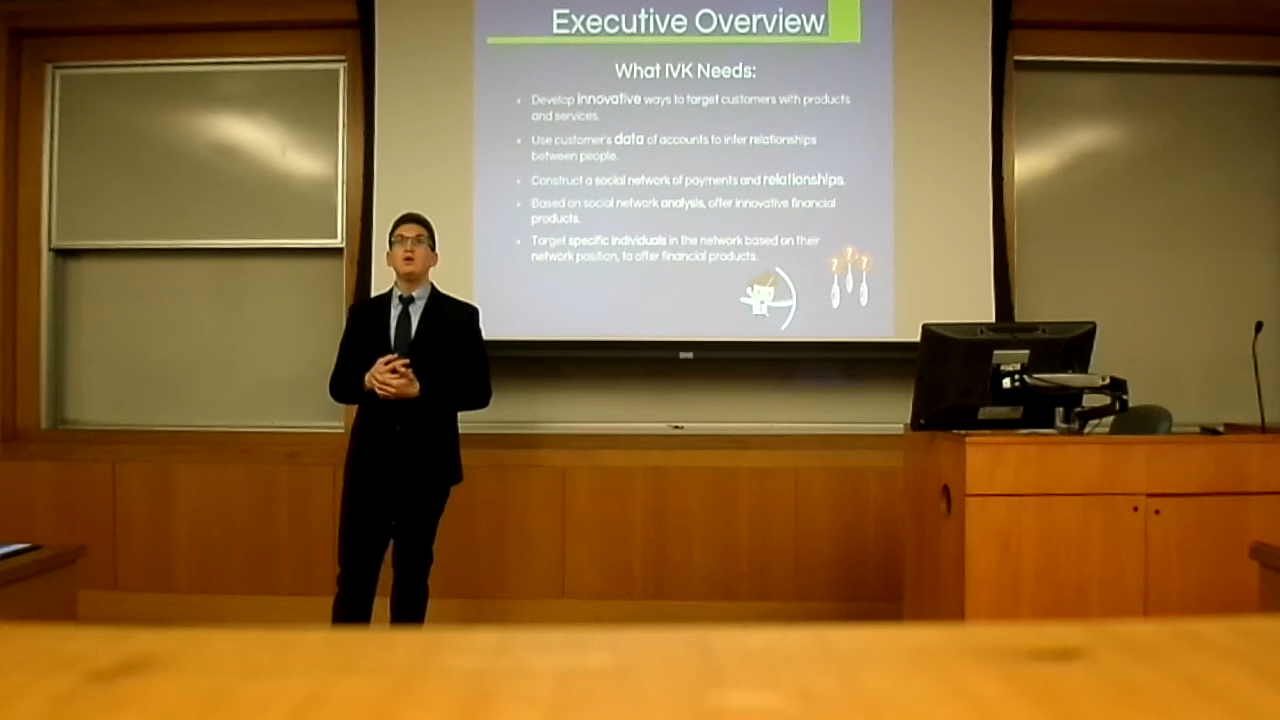 Executive Overview
What IVK Needs:
Develop innovative ways to target customers with products
and services.
Use customer's data of accounts to infer relationships
between people.
Construct a social network of payments and relationships.
Based on social network analysis, offer innovative financial
products.
Target specific individuals in the network based on their
network position, to offer financial products.
? ? ?